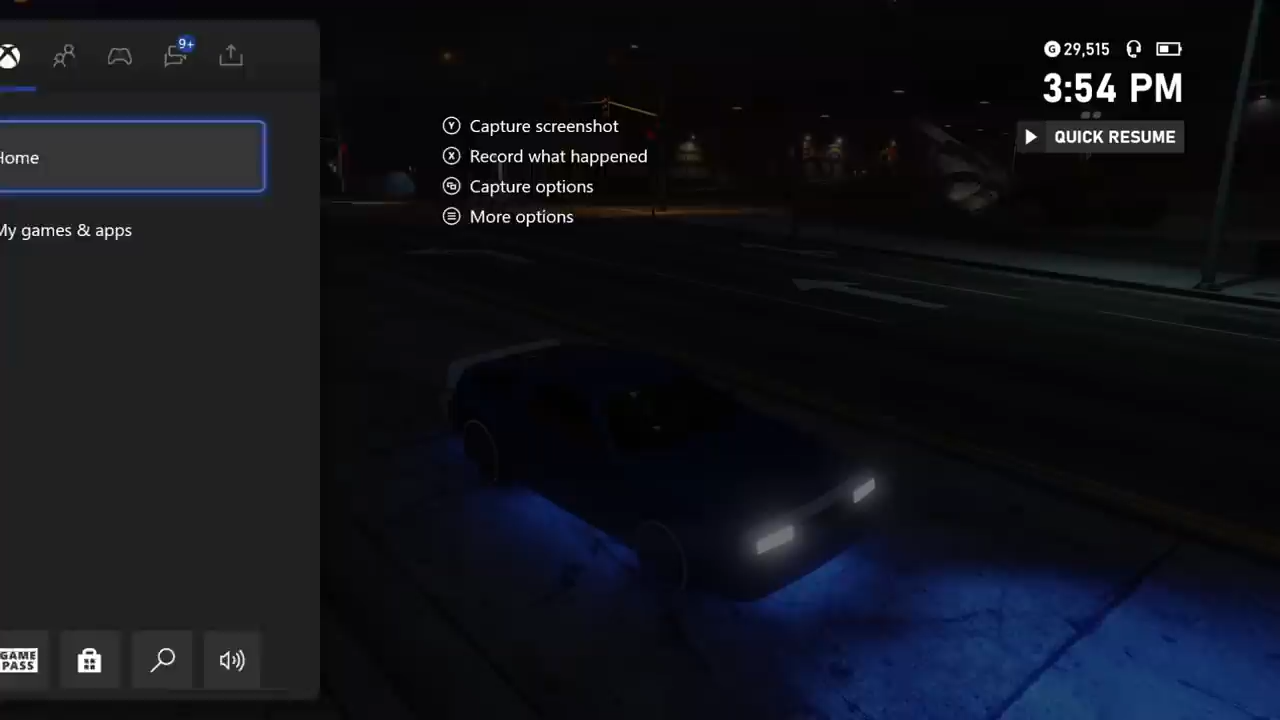 9+
Home
My games & apps
GAME PASS
Y Capture screenshot
X Record what happened
Capture options
More options
G 29,515
3:54 PM
QUICK RESUME